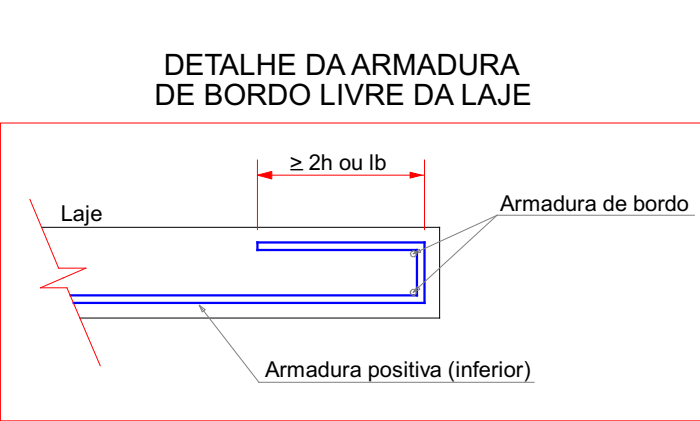 DETALHE DA ARMADURA
DE BORDO LIVRE DA LAJE
≥ 2h ou lb
Armadura de bordo
Laje
Armadura positiva (inferior)